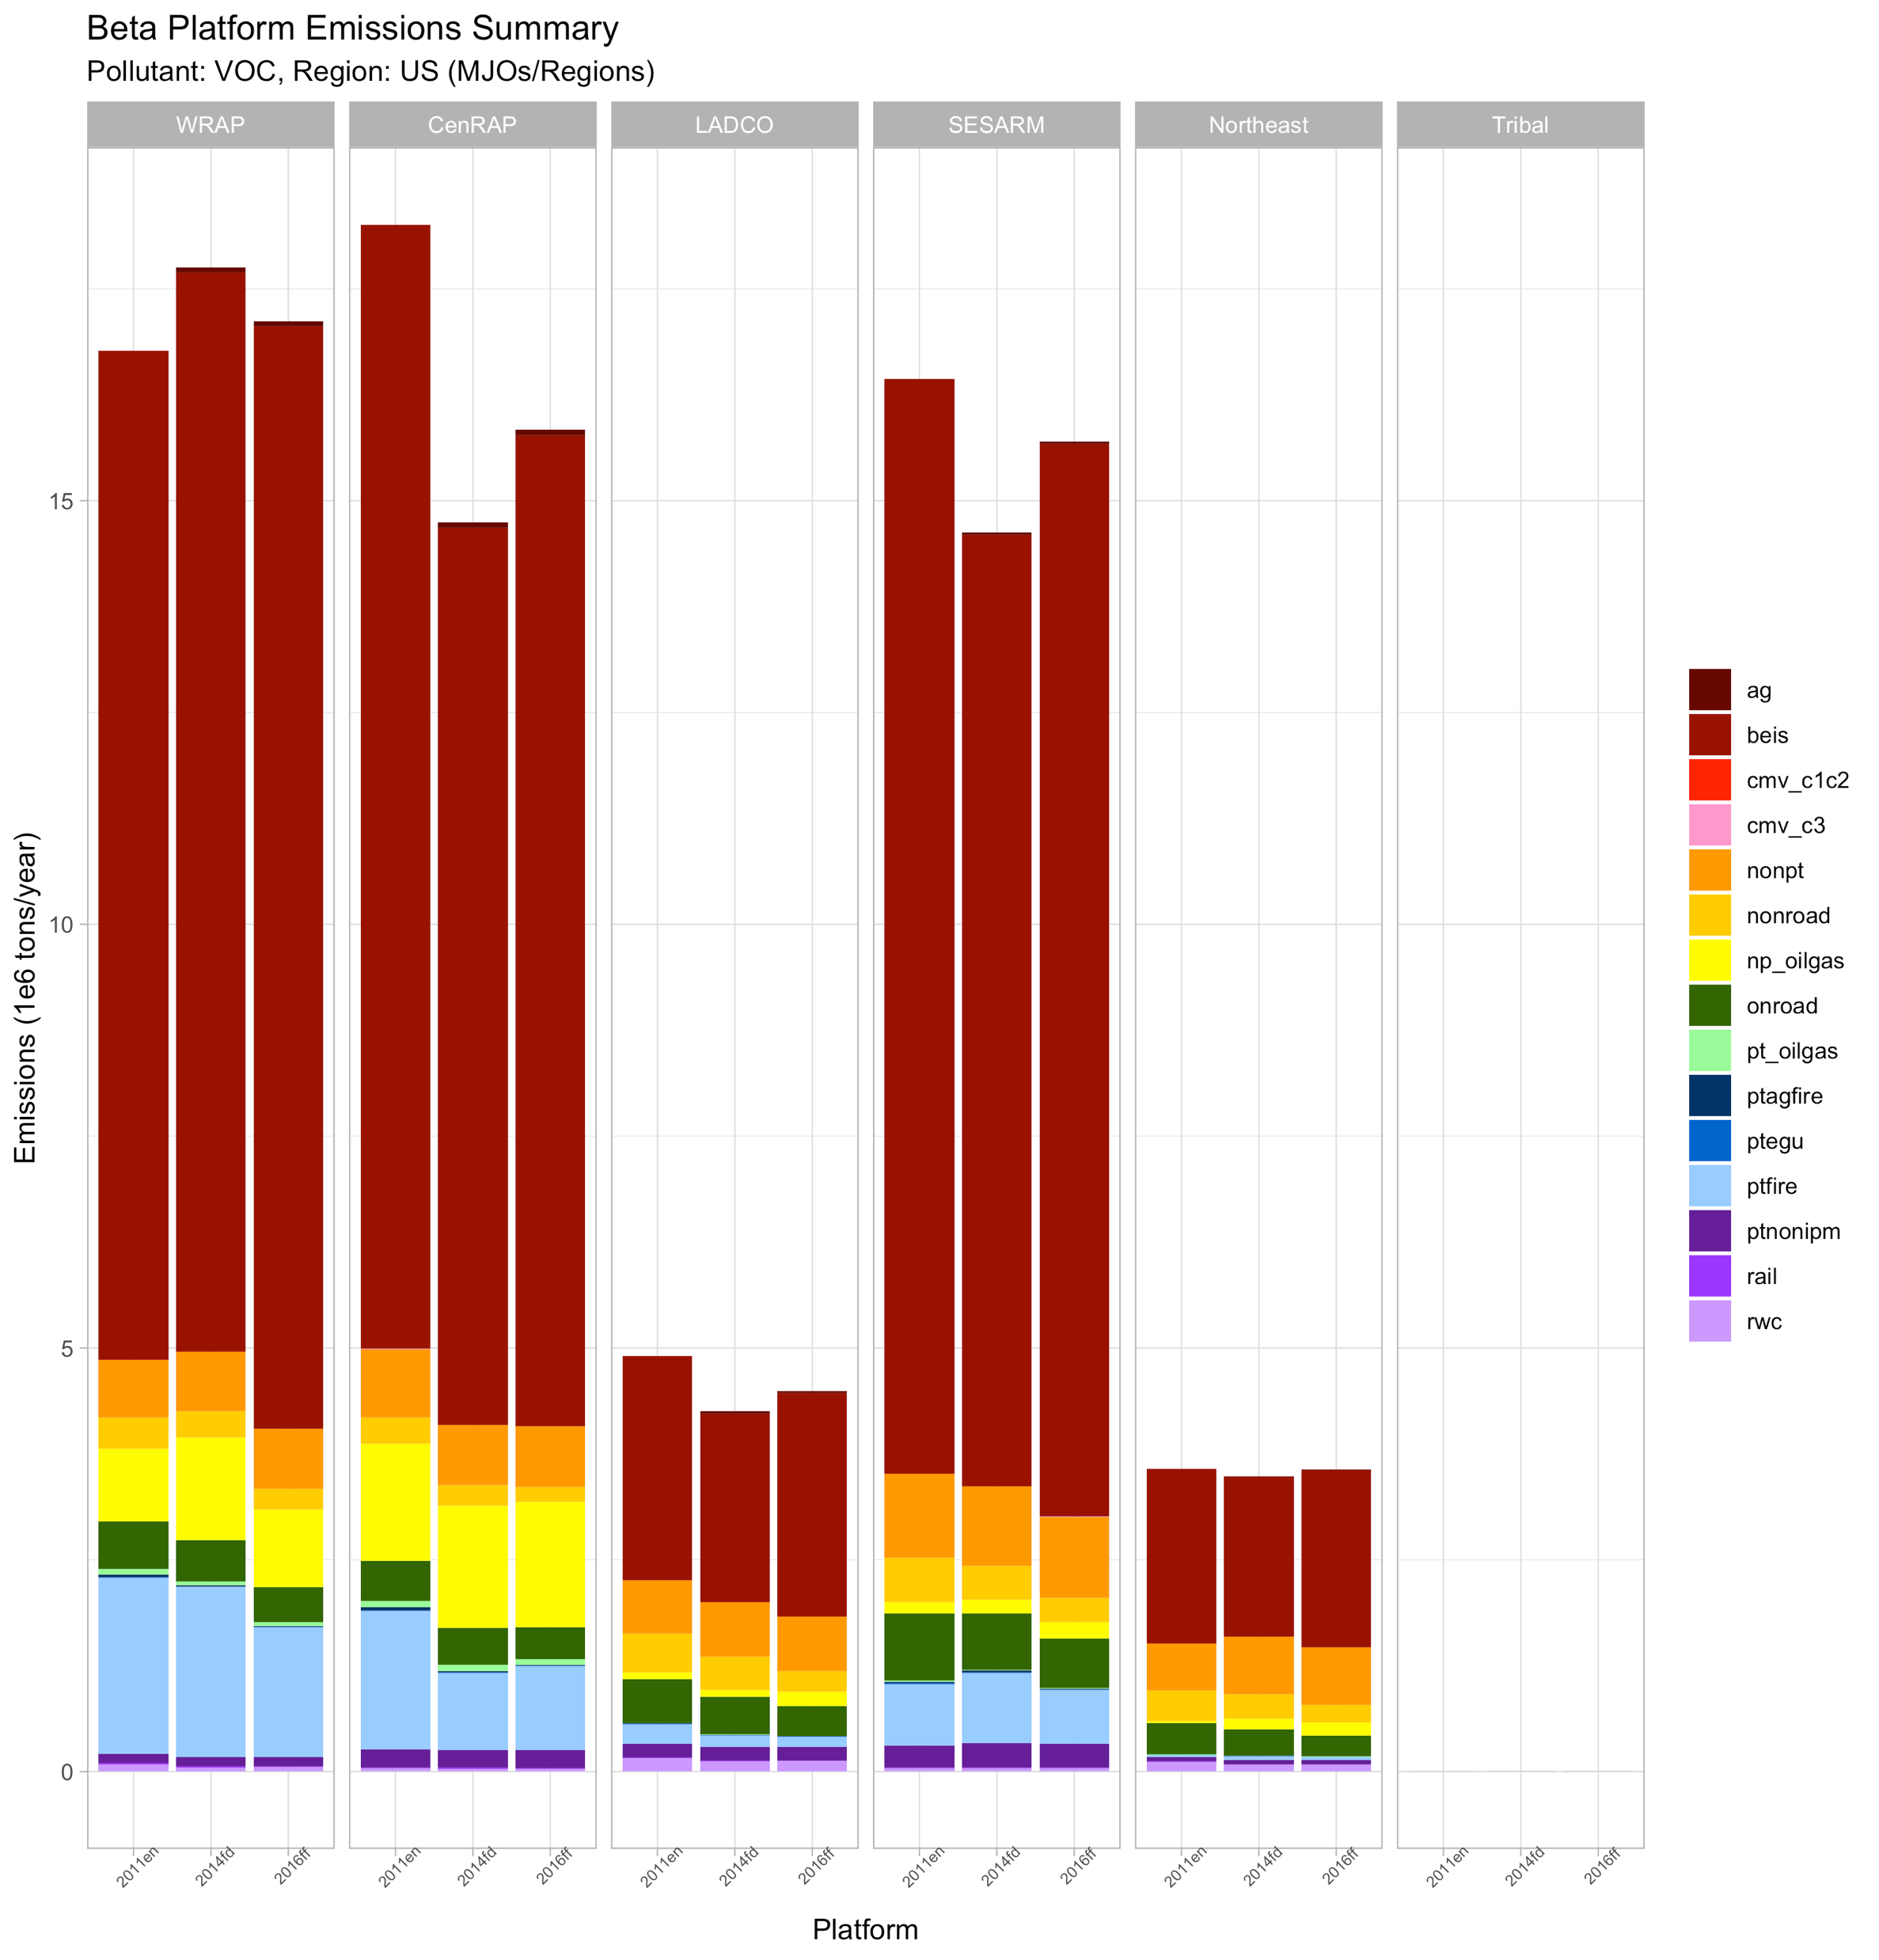 Beta Platform Emissions Summary
Pollutant: VOC, Region: US (MJOs/Regions)
WRAP CenRAP LADCO SESARM Northeast Tribal
15
10
5
0
Emissions (1e6 tons/year)
2011en 2014fd 2016ff 2011en 2014fd 2016ff 2011en 2014fd 2016ff 2011en 2014fd 2016ff 2011en 2014fd 2016ff 2011en 2014fd 2016ff
Platform
ag
beis
cmv_c1c2
cmv_c3
nonpt
nonroad
np_oilgas
onroad
pt_oilgas
ptagfire
ptegu
ptfire
ptnonipm
rail
rwc